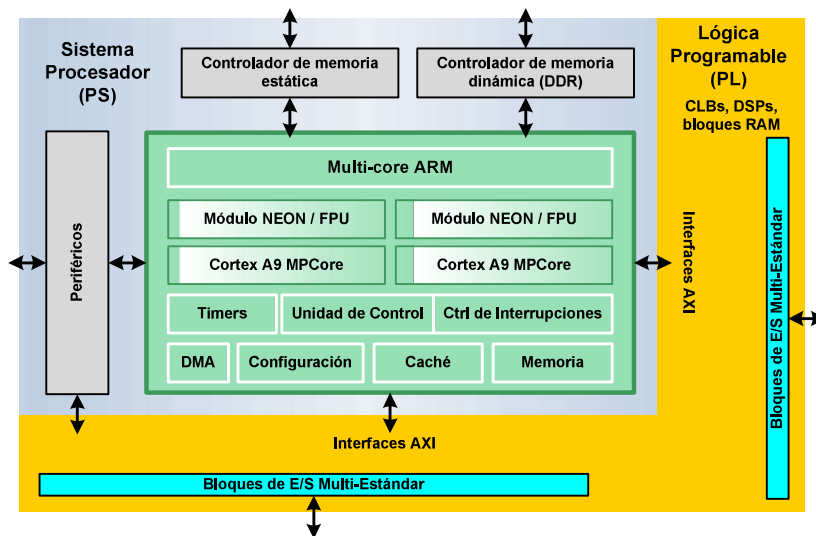 Sistema
Procesador
(PS)
Controlador de memoria
estática
Controlador de memoria
dinámica (DDR)
Lógica
Programable
(PL)
CLBs, DSPs,
bloques RAM
Periféricos
Multi-core ARM
Módulo NEON / FPU
Módulo NEON / FPU
Cortex A9 MPCore
Cortex A9 MPCore
Timers
Unidad de Control
Ctrl de Interrupciones
DMA
Configuración
Caché
Memoria
Interfaces AXI
Bloques de E/S Multi-Estándar
Interfaces AXI
Bloques de E/S Multi-Estándar